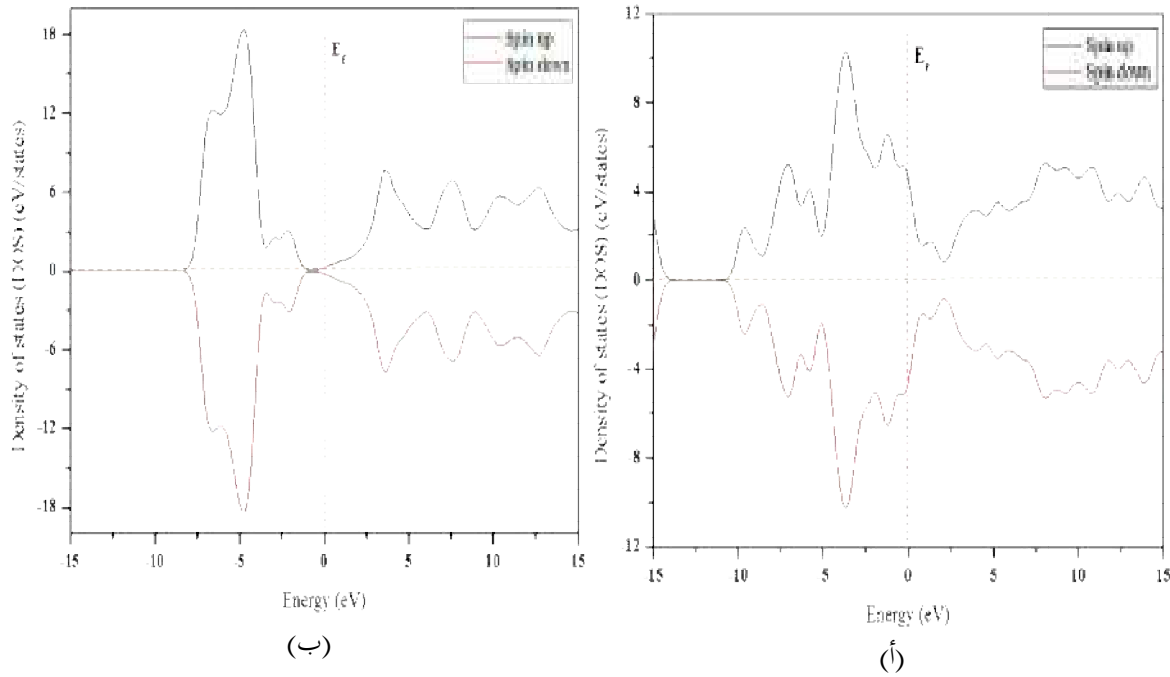 18
12
6
0
-6
-12
-18
-15
-10
-5
0
5
10
15
Density of states (DOS) (eV/states)
Energy (eV)
E_f
Spin up
Spin down
(ب)
12
8
4
0
-4
-8
12
15
10
5
0
5
10
15
Density of states (DOS) (eV/states)
Energy (eV)
E_F
Spin up
Spin down
(أ)